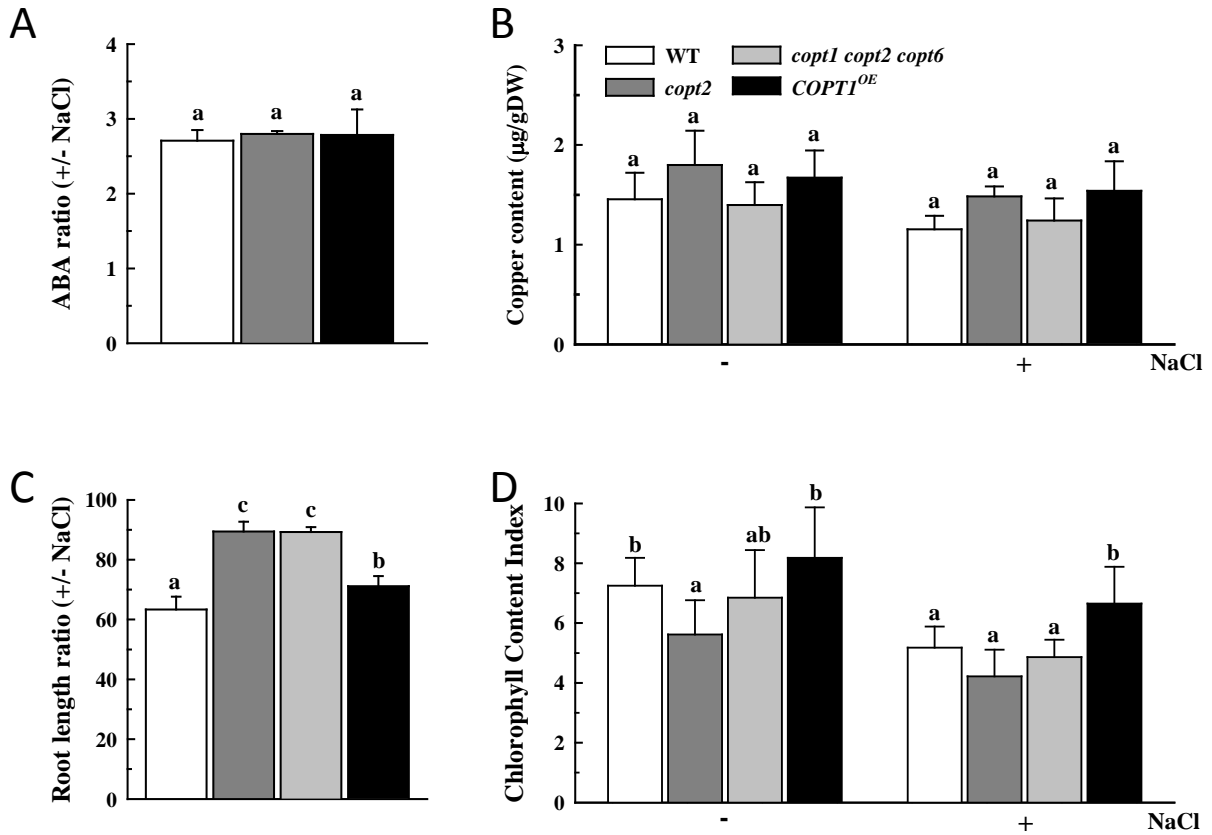 A
ABA ratio (+/- NaCl)
4
3
2
1
0
a a a
B
Copper content (µg/gDW)
3
2
1
0
WT
copt2
copt1 copt2 copt6
COPT1^OE
a a a a a a a a
- + NaCl
C
Root length ratio (+/- NaCl)
100
80
60
40
20
0
a c c b
D
Chlorophyll Content Index
10
8
6
4
2
0
b a ab b a a a b
- + NaCl